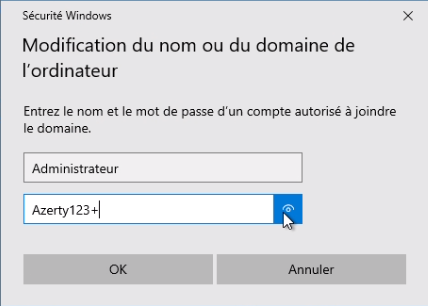 Sécurité Windows
Modification du nom ou du domaine de
l'ordinateur
Entrez le nom et le mot de passe d'un compte autorisé à joindre
le domaine.
Administrateur
Azerty123+
OK
Annuler